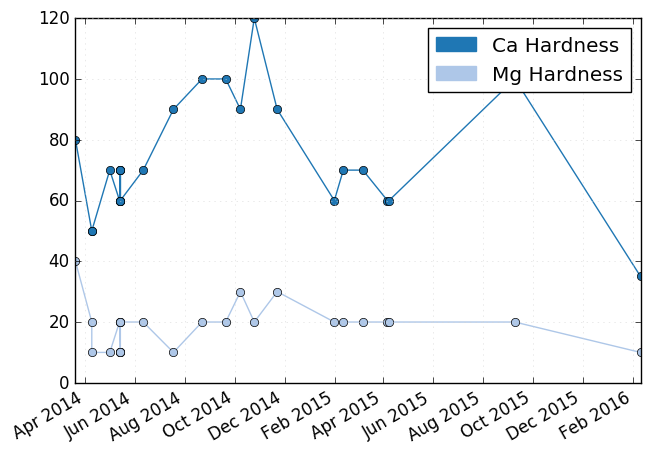 120
100
80
60
40
20
0
Ca Hardness
Mg Hardness
Apr 2014
Jun 2014
Aug 2014
Oct 2014
Dec 2014
Feb 2015
Apr 2015
Jun 2015
Aug 2015
Oct 2015
Dec 2015
Feb 2016